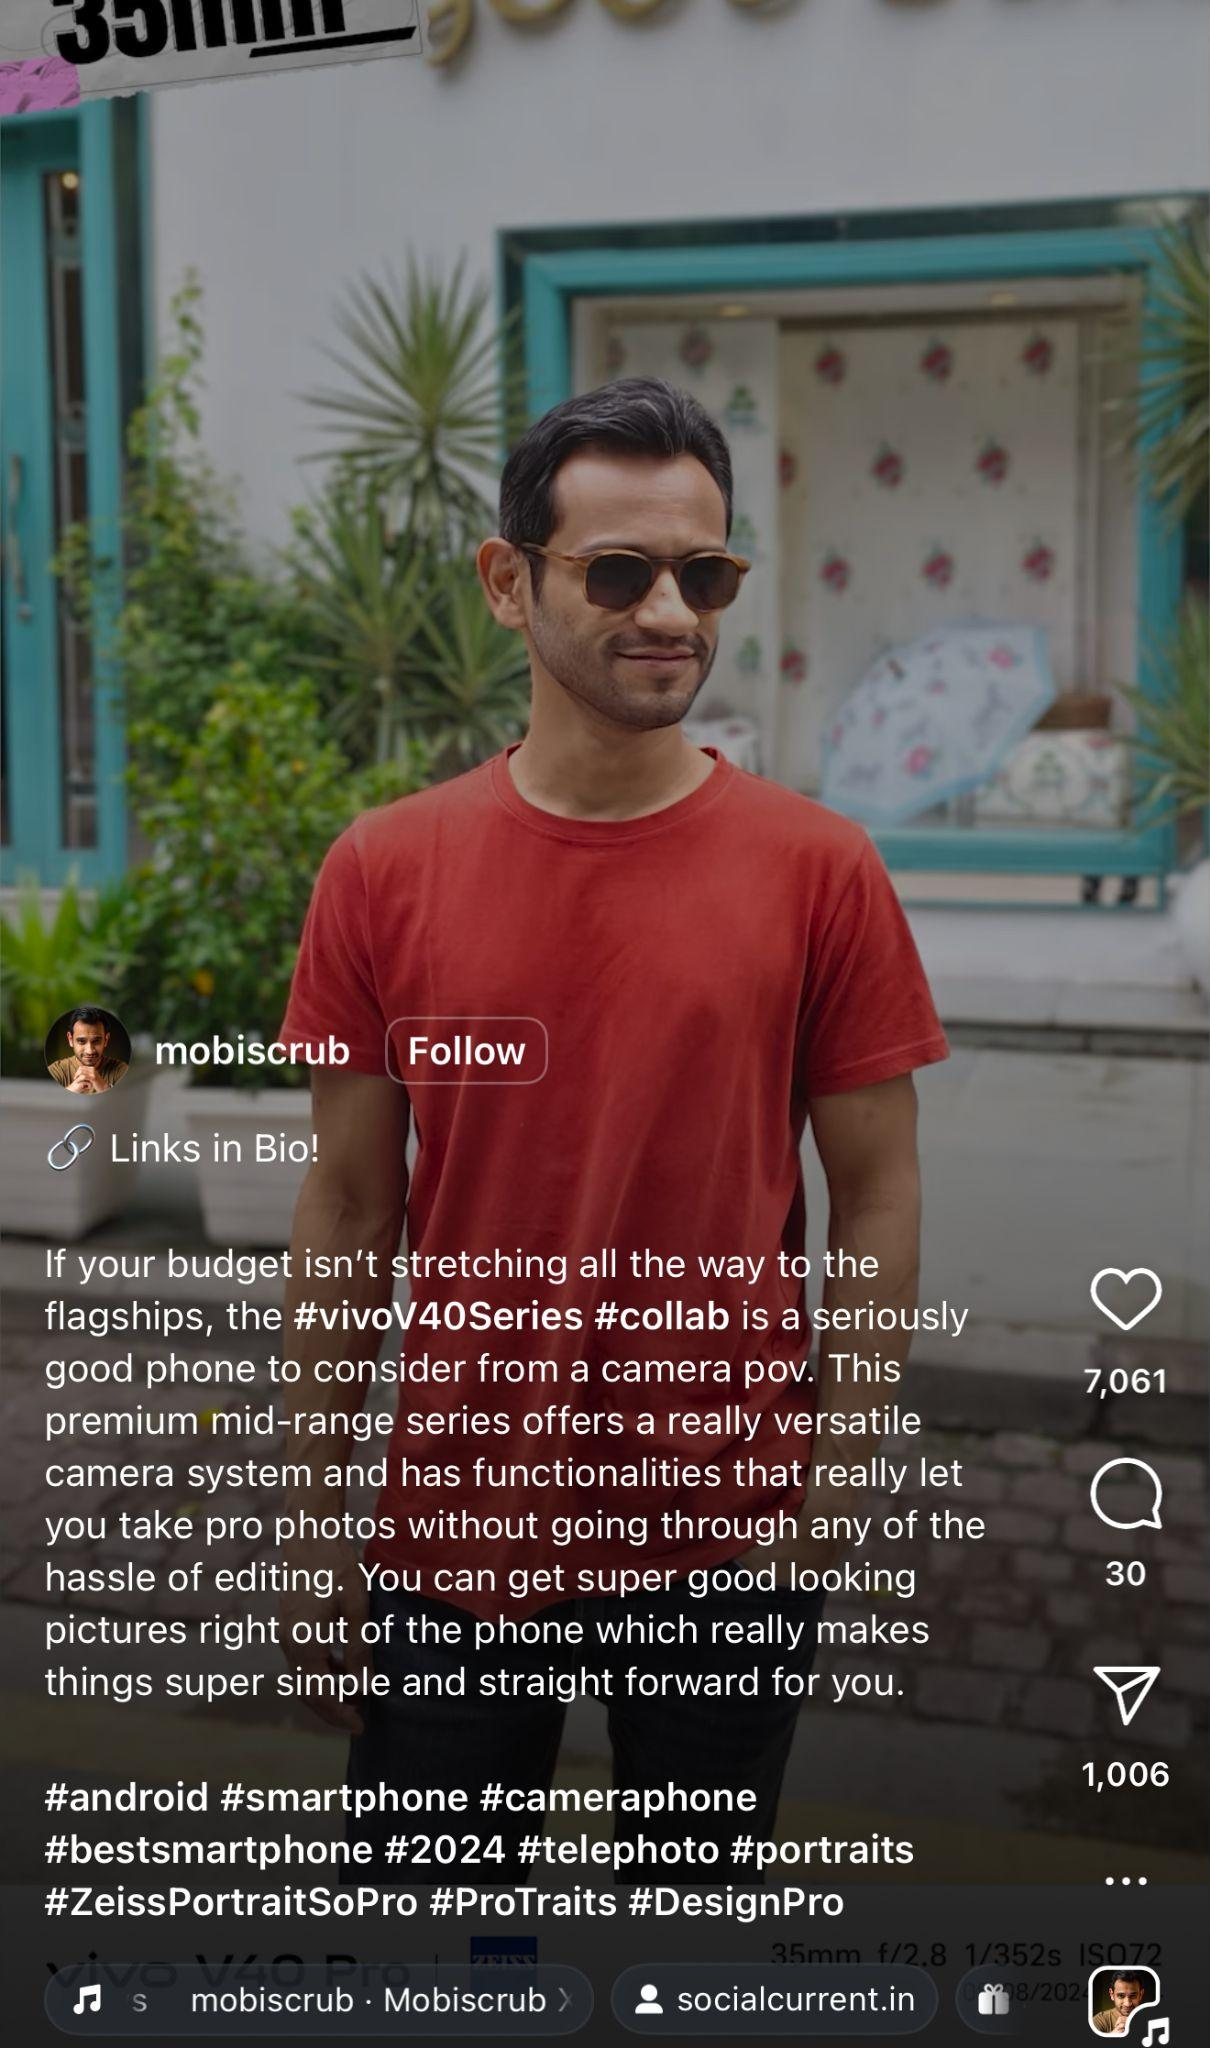 35mm
mobiscrub
Follow
🔗 Links in Bio!
If your budget isn’t stretching all the way to the
flagships, the #vivoV40Series #collab is a seriously
good phone to consider from a camera pov. This
premium mid-range series offers a really versatile
camera system and has functionalities that really let
you take pro photos without going through any of the
hassle of editing. You can get super good looking
pictures right out of the phone which really makes
things super simple and straight forward for you.
#android #smartphone #cameraphone
#bestsmartphone #2024 #telephoto #portraits
#ZeissPortraitSoPro #ProTraits #DesignPro
7,061
30
1,006
vivo V40 Pro | ZEISS
35mm f/2.8 1/352s ISO72
s mobiscrub · Mobiscrub X
socialcurrent.in